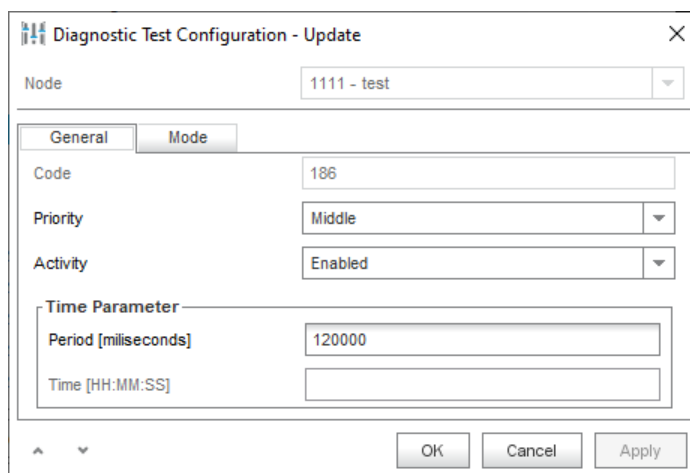 Diagnostic Test Configuration - Update
Node 1111 - test
General Mode
Code 186
Priority Middle
Activity Enabled
Time Parameter
Period [miliseconds] 120000
Time [HH:MM:SS]
OK Cancel Apply